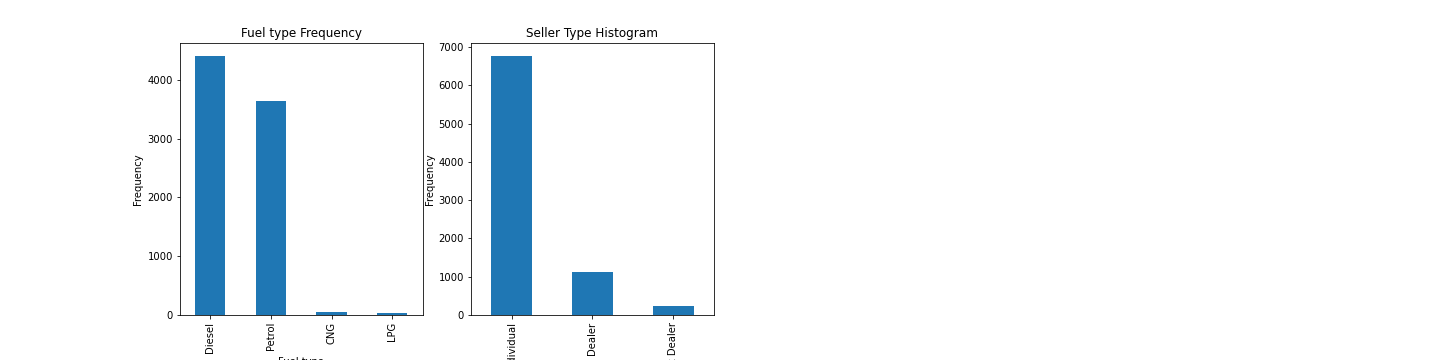 Fuel type Frequency
Frequency
4000
3000
2000
1000
0
Diesel
Petrol
CNG
LPG
Seller Type Histogram
Frequency
7000
6000
5000
4000
3000
2000
1000
0
Dealer
Dealer